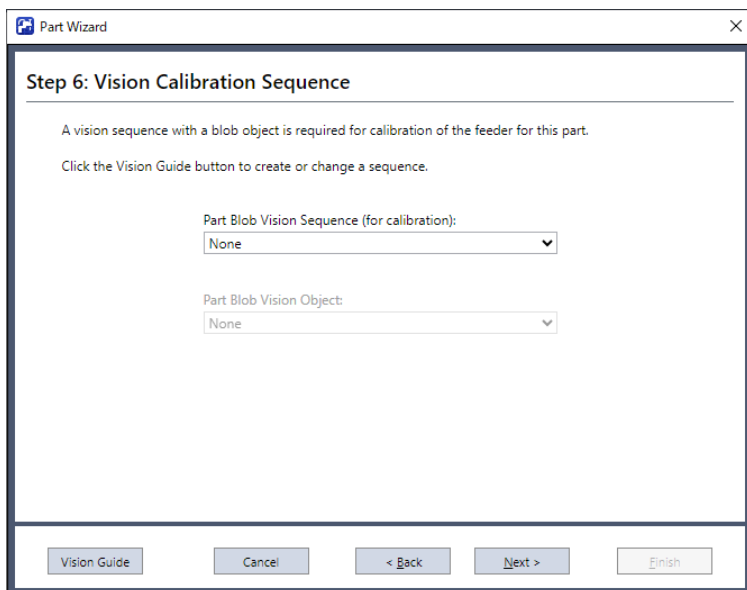 Part Wizard
Step 6: Vision Calibration Sequence
A vision sequence with a blob object is required for calibration of the feeder for this part.
Click the Vision Guide button to create or change a sequence.
Part Blob Vision Sequence (for calibration):
None
Part Blob Vision Object:
None
Vision Guide Cancel < Back Next > Finish